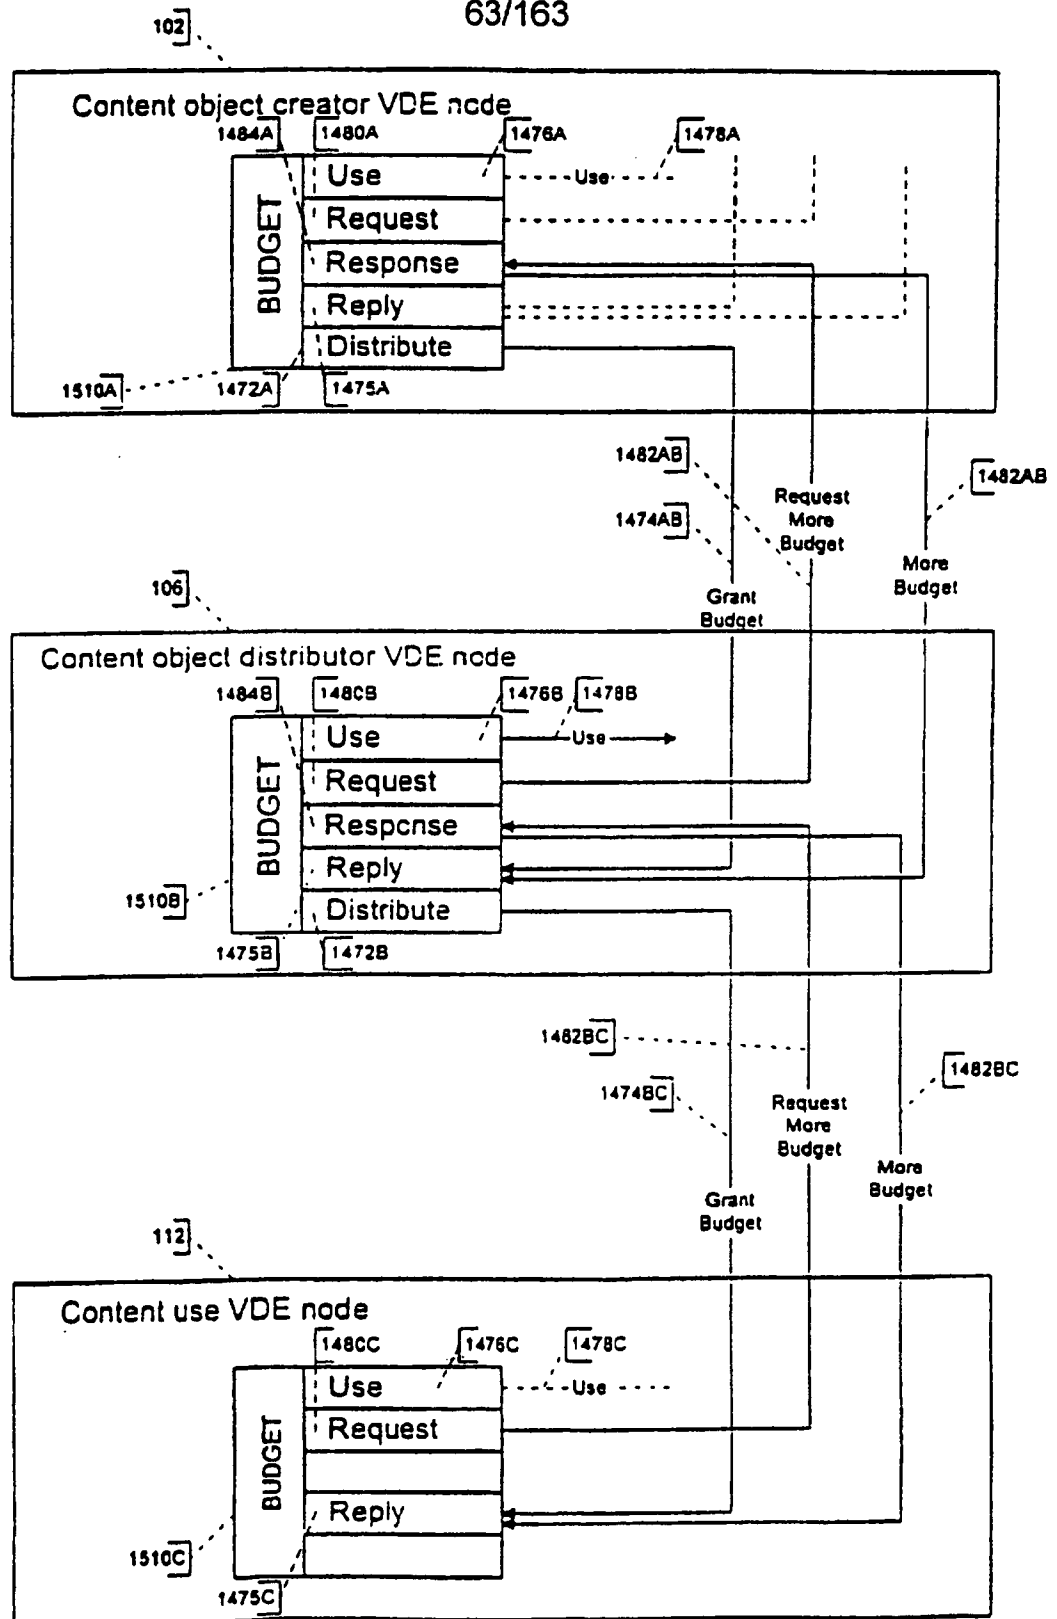 63/163
102
Content object creator VDE node
1484A 1480A 1476A 1478A
BUDGET
Use
Use
Request
Response
Reply
Distribute
1510A 1472A 1475A
1482AB
1482AB
1474AB
Request
More
Budget
More
Budget
Grant
Budget
106
Content object distributor VDE node
1484B 1480B 1476B 1478B
BUDGET
Use
Use
Request
Response
Reply
Distribute
1510B
1475B 1472B
1482BC
1482BC
1474BC
Request
More
Budget
More
Budget
Grant
Budget
112
Content use VDE node
1480C 1476C 1478C
BUDGET
Use
Use
Request
Reply
1510C
1475C